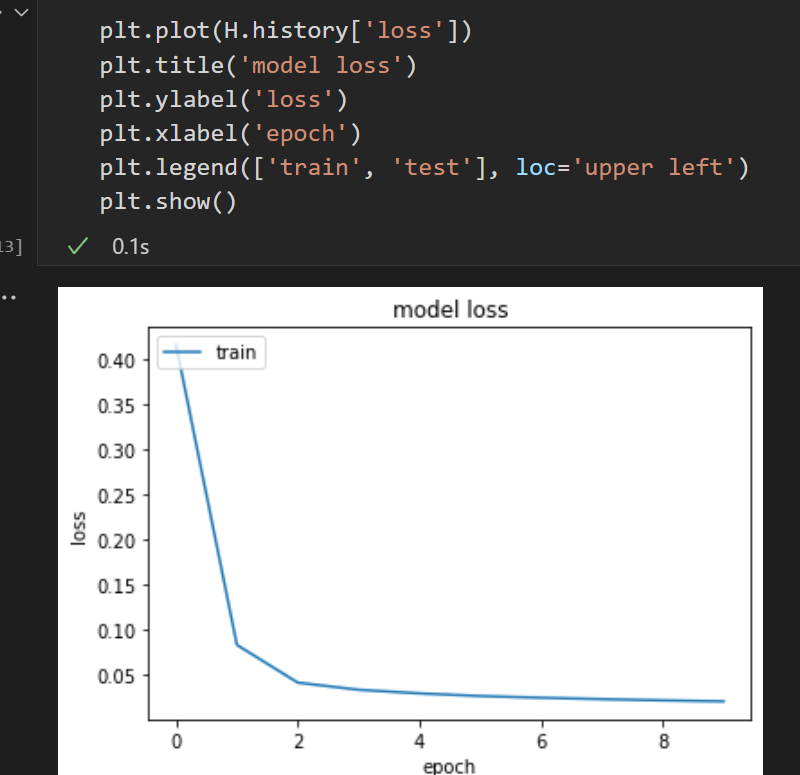 plt.plot(H.history['loss'])
plt.title('model loss')
plt.ylabel('loss')
plt.xlabel('epoch')
plt.legend(['train', 'test'], loc='upper left')
plt.show()
13]
0.1s
model loss
train
0.40
0.35
0.30
0.25
0.20
0.15
0.10
0.05
loss
0 2 4 6 8
epoch